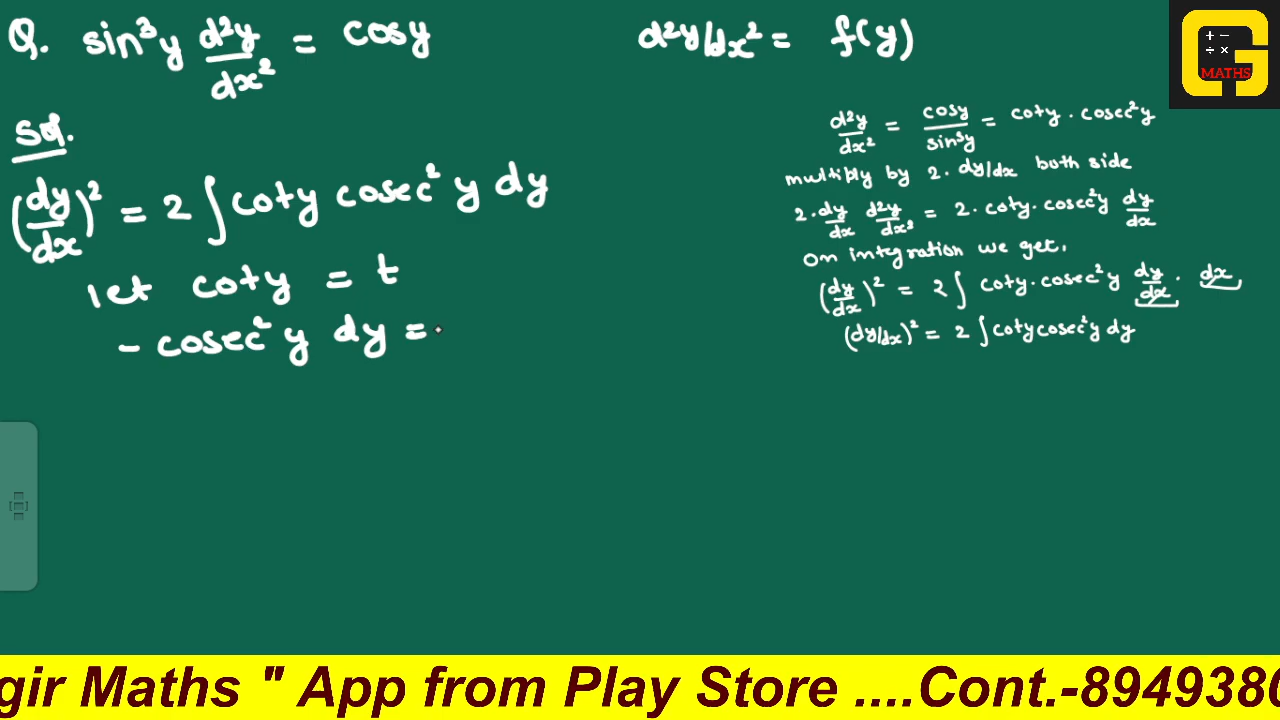 Q. sin³y d²y/dx² = cosy
d²y/dx² = f(y)
+ −
÷ ×
MATHS
Sol.
(dy/dx)² = 2 ∫ coty cosec²y dy
let coty = t
- cosec²y dy =
d²y/dx² = cosy/sin³y = coty . cosec²y
multiply by 2. dy/dx both side
2. dy/dx d²y/dx² = 2. coty. cosec²y dy/dx
on integration we get,
(dy/dx)² = 2 ∫ coty. cosec²y dy/dx . dx
(dy/dx)² = 2 ∫ coty cosec²y dy
gir Maths " App from Play Store ....Cont.-8949380